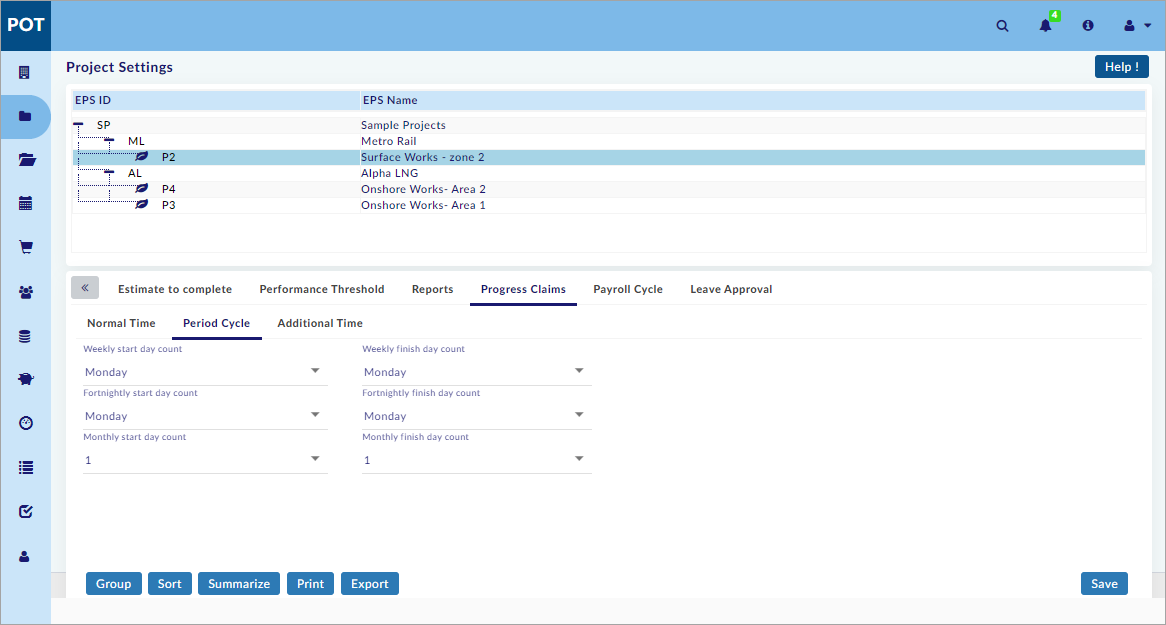 POT
4
Project Settings
Help !
EPS ID EPS Name
SP Sample Projects
ML Metro Rail
P2 Surface Works - zone 2
AL Alpha LNG
P4 Onshore Works- Area 2
P3 Onshore Works- Area 1
« Estimate to complete Performance Threshold Reports Progress Claims Payroll Cycle Leave Approval
Normal Time Period Cycle Additional Time
Weekly start day count Weekly finish day count
Monday Monday
Fortnightly start day count Fortnightly finish day count
Monday Monday
Monthly start day count Monthly finish day count
1 1
Group Sort Summarize Print Export Save